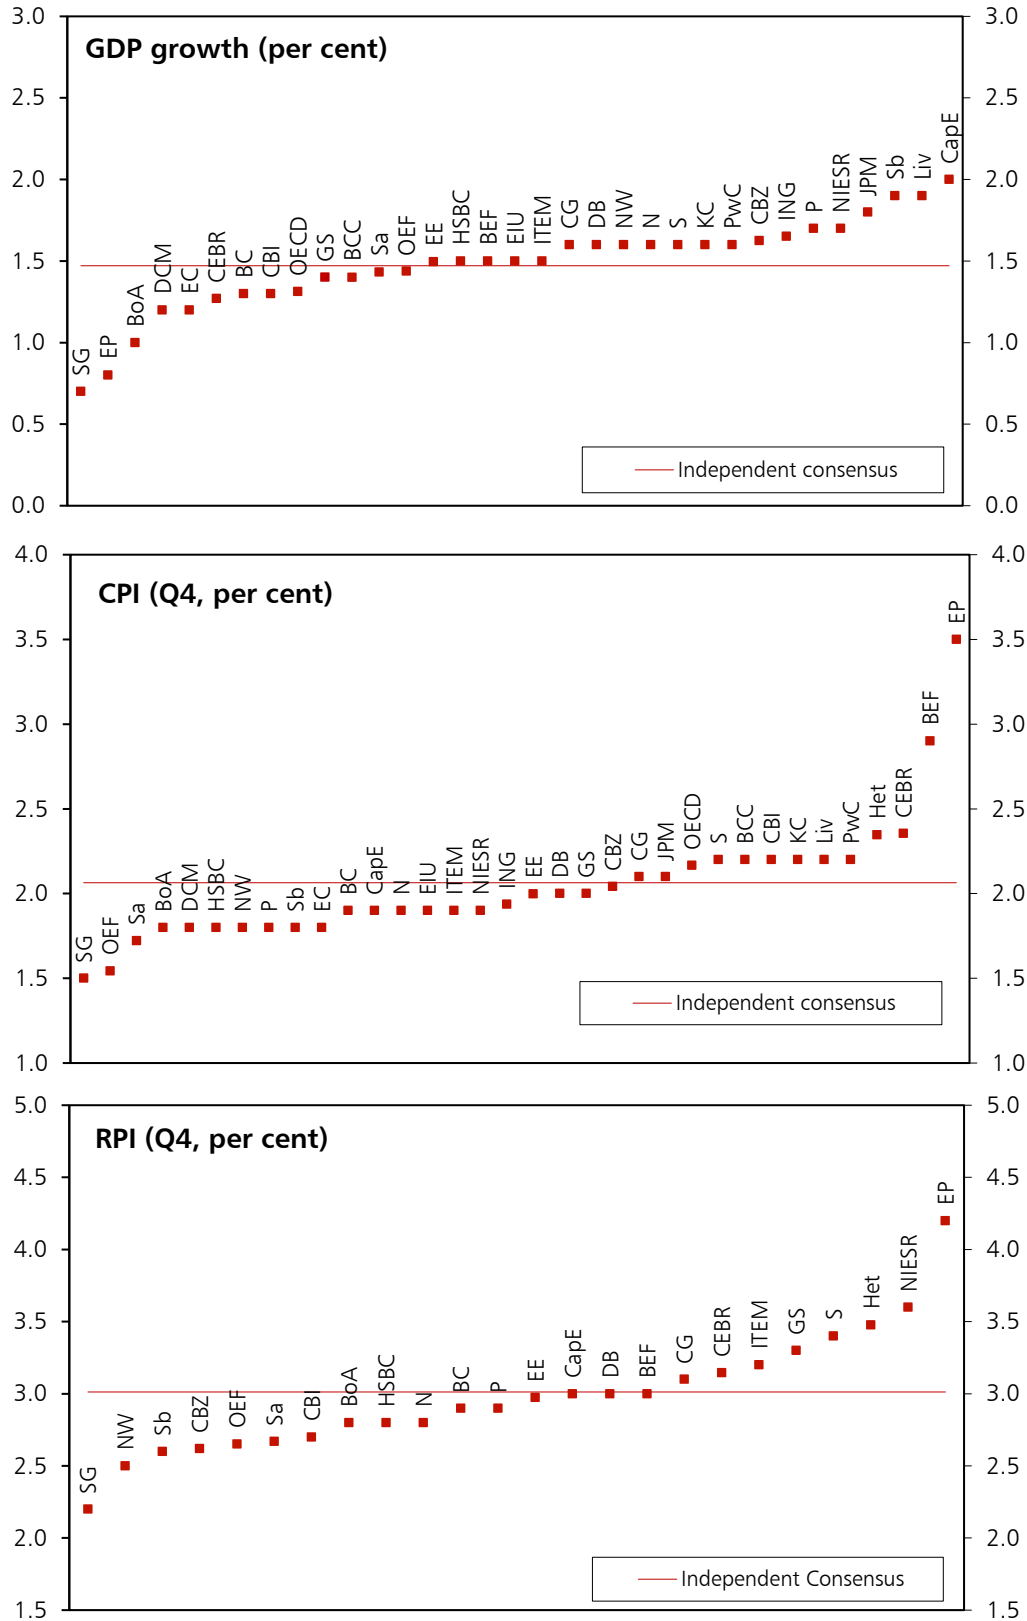 GDP growth (per cent)
3.0 3.0
2.5 2.5
2.0 2.0
1.5 1.5
1.0 1.0
0.5 0.5
0.0 0.0
SG EP BoA DCM EC CEBR BC CBI OECD GS BCC Sa OEF EE HSBC BEF EIU ITEM CG DB NW N S KC PwC CBZ ING P NIESR JPM Sb Liv CapE
Independent consensus
CPI (Q4, per cent)
4.0 4.0
3.5 3.5
3.0 3.0
2.5 2.5
2.0 2.0
1.5 1.5
1.0 1.0
SG OEF Sa BoA DCM HSBC NW P Sb EC BC CapE N EIU ITEM NIESR ING EE DB GS CBZ CG JPM OECD S BCC CBI KC Liv PwC Het CEBR BEF EP
Independent consensus
RPI (Q4, per cent)
5.0 5.0
4.5 4.5
4.0 4.0
3.5 3.5
3.0 3.0
2.5 2.5
2.0 2.0
1.5 1.5
SG NW Sb CBZ OEF Sa CBI BoA HSBC N BC P EE CapE DB BEF CG CEBR ITEM GS S Het NIESR EP
Independent Consensus